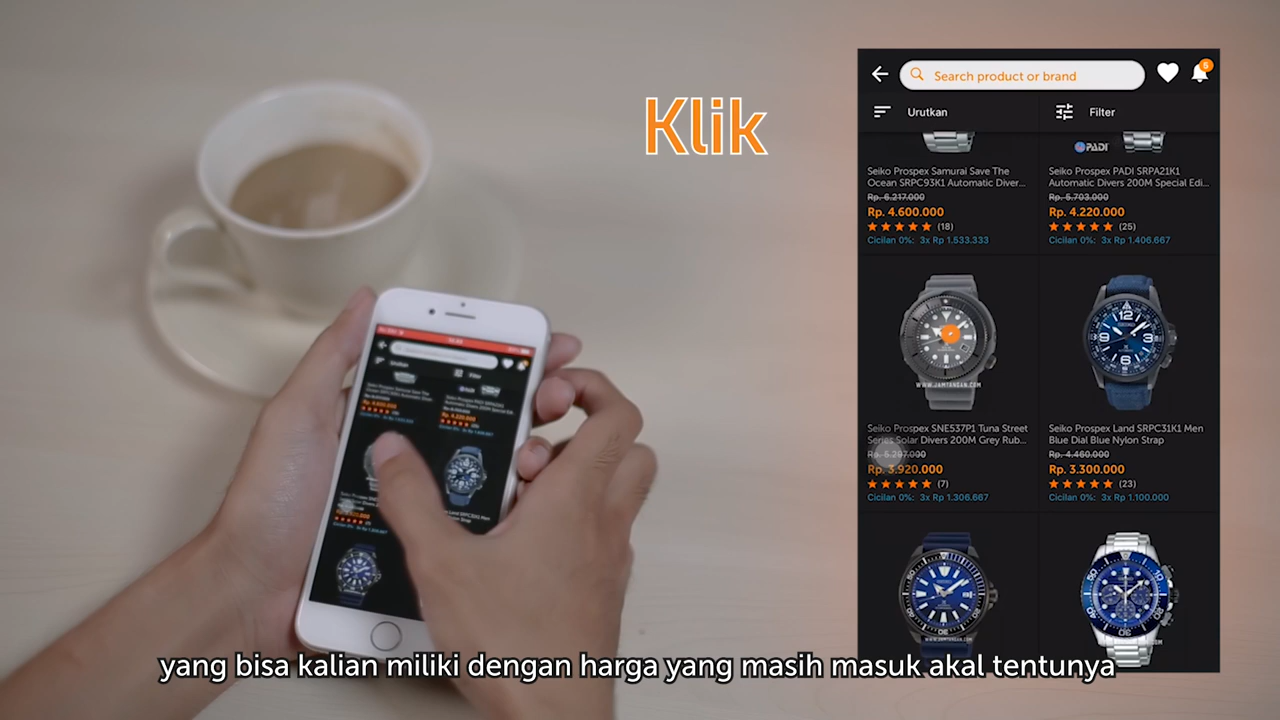 Klik
Search product or brand
5
Urutkan
Filter
PADI
Seiko Prospex Samurai Save The
Ocean SRPC93K1 Automatic Diver...
Rp. 6.217.000
Rp. 4.600.000
(18)
Cicilan 0%: 3x Rp 1.533.333
Seiko Prospex PADI SRPA21K1
Automatic Divers 200M Special Edi...
Rp. 5.703.000
Rp. 4.220.000
(25)
Cicilan 0%: 3x Rp 1.406.667
WWW.JAMTANGAN.COM
Seiko Prospex SNE537P1 Tuna Street
Series Solar Divers 200M Grey Rub...
Rp. 5.297.000
Rp. 3.920.000
(7)
Cicilan 0%: 3x Rp 1.306.667
Seiko Prospex Land SRPC31K1 Men
Blue Dial Blue Nylon Strap
Rp. 4.460.000
Rp. 3.300.000
(23)
Cicilan 0%: 3x Rp 1.100.000
yang bisa kalian miliki dengan harga yang masih masuk akal tentunya